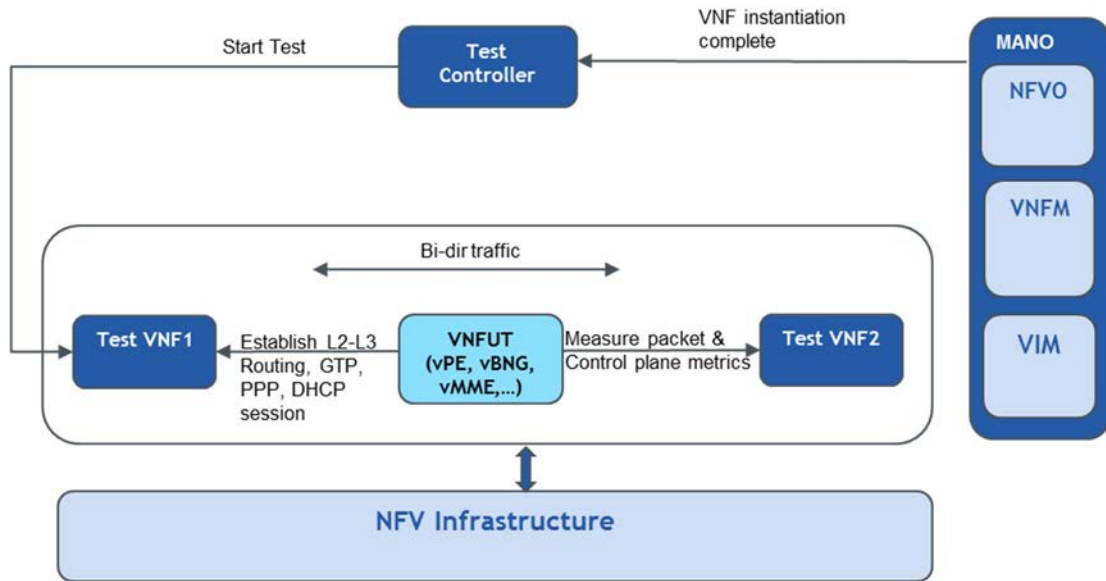 VNF instantiation
complete
Start Test
Test
Controller
MANO
NFVO
VNFM
VIM
Bi-dir traffic
Test VNF1
Establish L2-L3
Routing, GTP,
PPP, DHCP
session
VNFUT
(vPE, vBNG,
vMME,...)
Measure packet &
Control plane metrics
Test VNF2
NFV Infrastructure